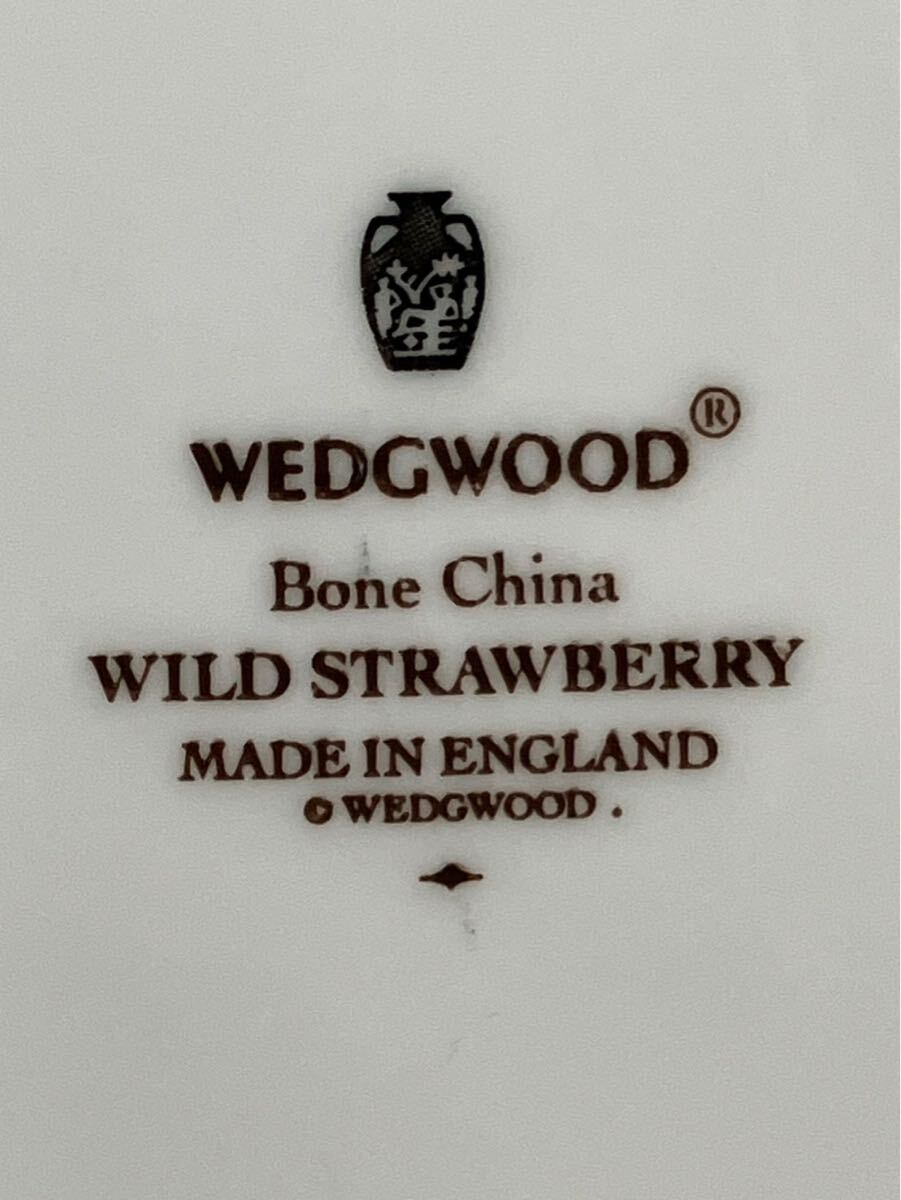 WEDGWOOD®
Bone China
WILD STRAWBERRY
MADE IN ENGLAND
© WEDGWOOD .